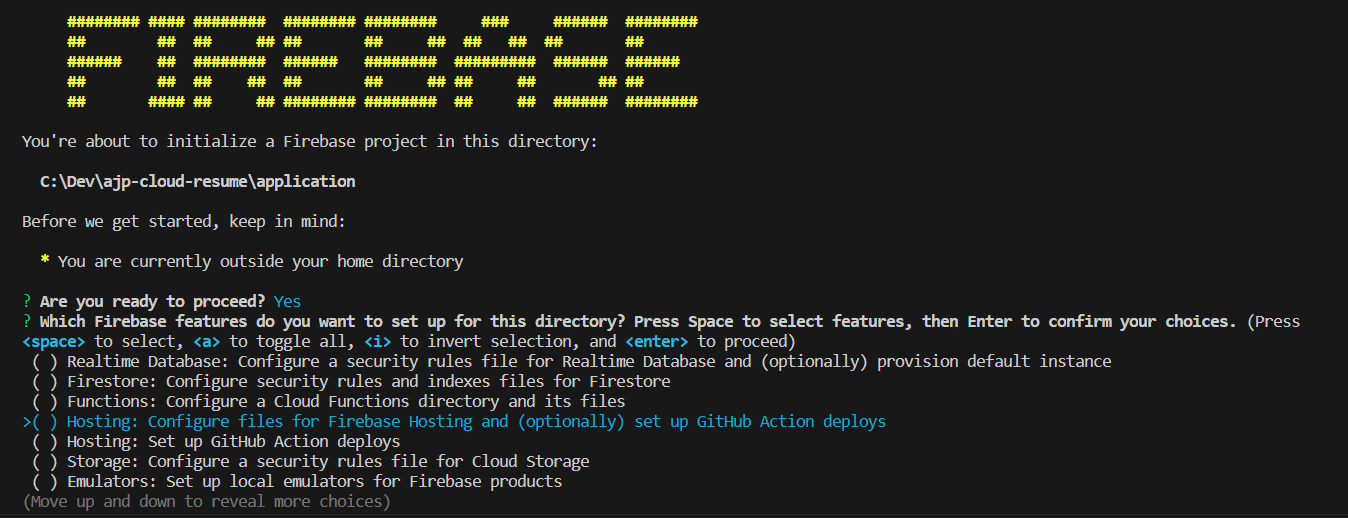 FIREBASE
You're about to initialize a Firebase project in this directory:
C:\Dev\ajp-cloud-resume\application
Before we get started, keep in mind:
* You are currently outside your home directory
? Are you ready to proceed? Yes
? Which Firebase features do you want to set up for this directory? Press Space to select features, then Enter to confirm your choices. (Press
<space> to select, <a> to toggle all, <i> to invert selection, and <enter> to proceed)
( ) Realtime Database: Configure a security rules file for Realtime Database and (optionally) provision default instance
( ) Firestore: Configure security rules and indexes files for Firestore
( ) Functions: Configure a Cloud Functions directory and its files
>( ) Hosting: Configure files for Firebase Hosting and (optionally) set up GitHub Action deploys
( ) Hosting: Set up GitHub Action deploys
( ) Storage: Configure a security rules file for Cloud Storage
( ) Emulators: Set up local emulators for Firebase products
(Move up and down to reveal more choices)